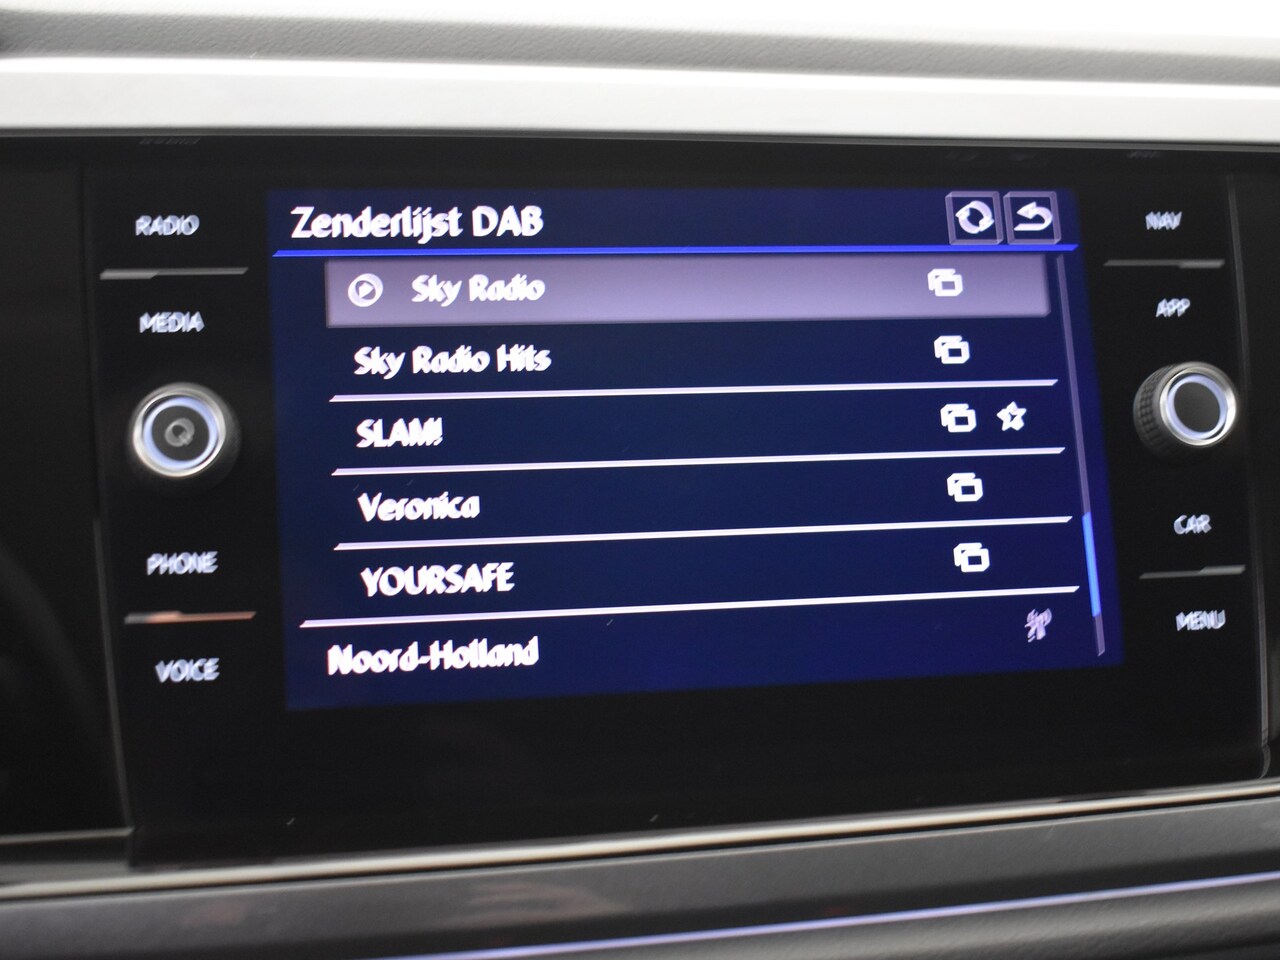 Zenderlijst DAB
Sky Radio
Sky Radio Hits
SLAM!
Veronica
YOURSAFE
Noord-Holland
RADIO
MEDIA
PHONE
VOICE
NAV
APP
CAR
MENU